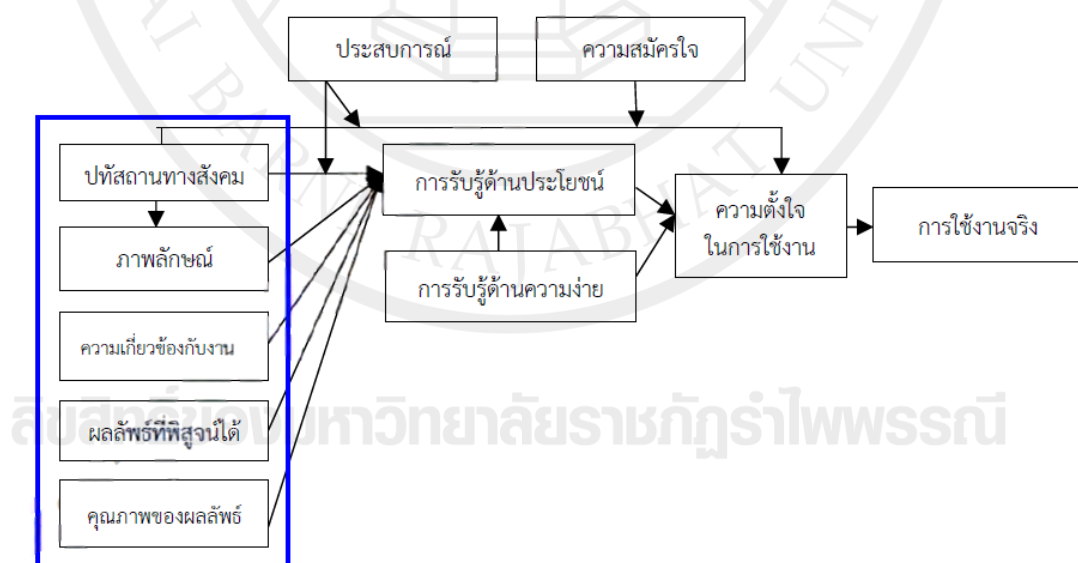 ประสบการณ์
ความสมัครใจ
ปทัสถานทางสังคม
การรับรู้ด้านประโยชน์
ความตั้งใจ
ในการใช้งาน
การใช้งานจริง
ภาพลักษณ์
การรับรู้ด้านความง่าย
ความเกี่ยวข้องกับงาน
ผลลัพธ์ที่พิสูจน์ได้
คุณภาพของผลลัพธ์
BARNI RAJABHAT UNI
มหาวิทยาลัยราชภัฏรำไพพรรณี